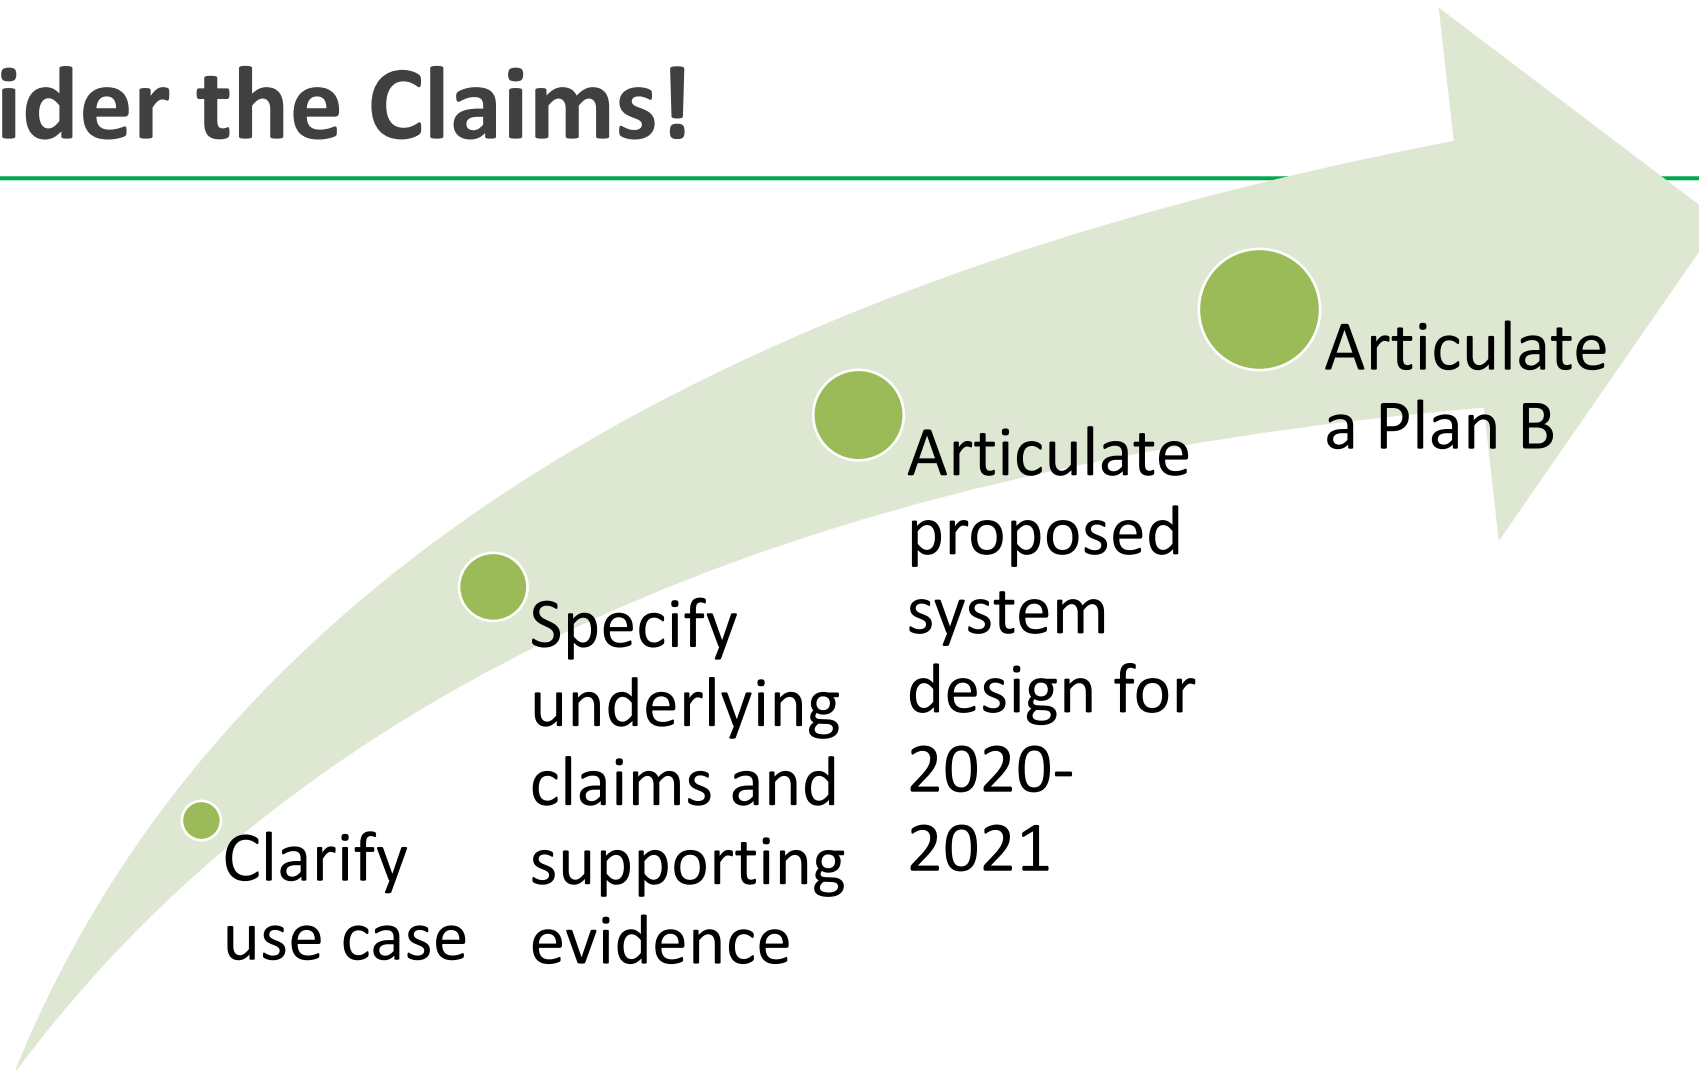 ider the Claims!
Clarify
use case
Specify
underlying
claims and
supporting
evidence
Articulate
proposed
system
design for
2020-
2021
Articulate
a Plan B